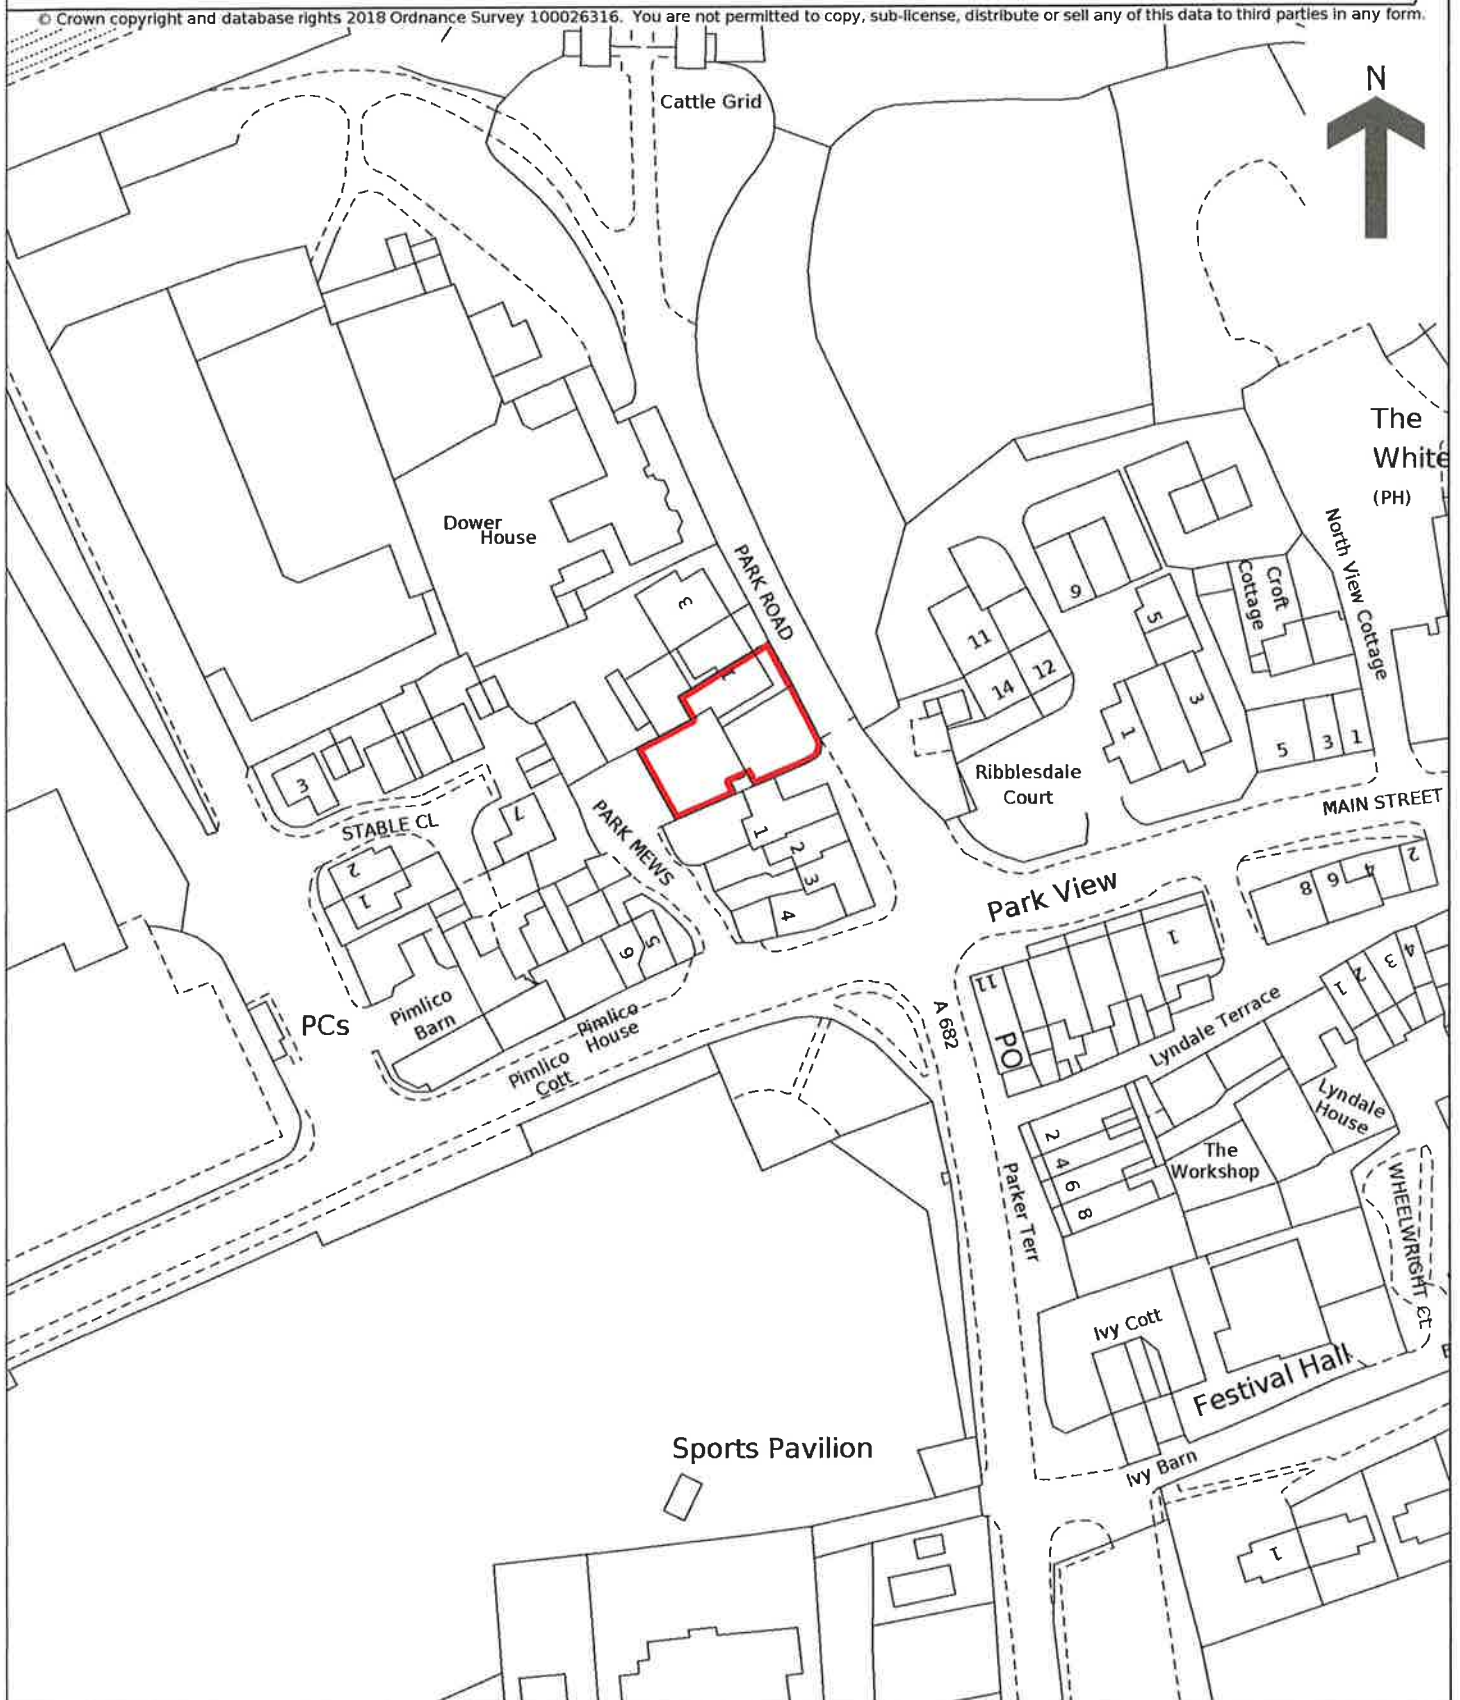 © Crown copyright and database rights 2018 Ordnance Survey 100026316. You are not permitted to copy, sub-license, distribute or sell any of this data to third parties in any form.
N
Cattle Grid
The
White
(PH)
Dower
House
PARK ROAD
North View Cottage
Croft
Cottage
3
1
9
5
11
12
14
3
1
5
3
1
Ribblesdale
Court
MAIN STREET
3
STABLE CL
7
PARK MEWS
1
2
3
4
2
1
5
6
Park View
8
6
4
2
1
11
PO
A 682
Lyndale Terrace
1
2
3
4
PCs
Pimlico
Barn
Pimlico
House
Pimlico
Cott
Lyndale
House
The
Workshop
2
4
6
8
Parker Terr
WHEELWRIGHT CL
Ivy Cott
Festival Hall
Ivy Barn
Sports Pavilion
1